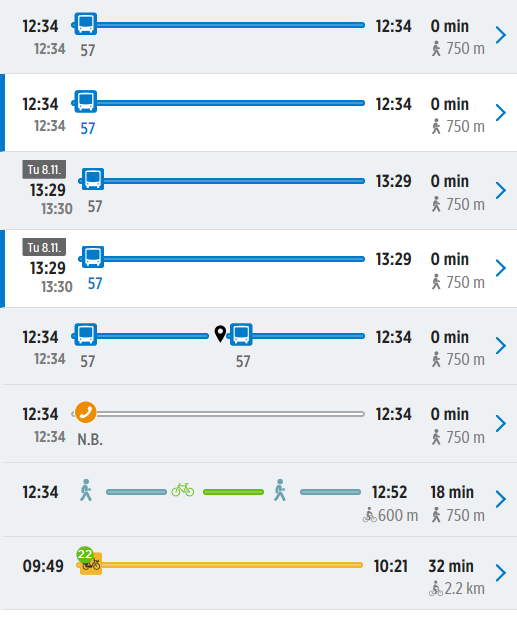 12:34 12:34 0 min
12:34 57 750 m
12:34 12:34 0 min
12:34 57 750 m
Tu 8.11.
13:29 13:29 0 min
13:30 57 750 m
Tu 8.11.
13:29 13:29 0 min
13:30 57 750 m
12:34 12:34 0 min
12:34 57 57 750 m
12:34 12:34 0 min
12:34 N.B. 750 m
12:34 12:52 18 min
600 m 750 m
22
09:49 10:21 32 min
2.2 km